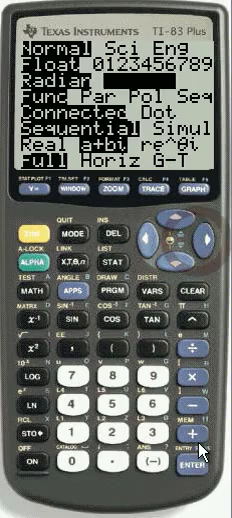 TEXAS INSTRUMENTS TI-83 Plus
Normal Sci Eng
Float 0123456789
Radian
Func Par Pol Seq
Connected Dot
Sequential Simul
Real a+bi re^θi
Full Horiz G-T
STAT PLOT F1 TBLSET F2 FORMAT F3 CALC F4 TABLE F5
Y= WINDOW ZOOM TRACE GRAPH
QUIT INS
2nd MODE DEL
A-LOCK LINK LIST
ALPHA X,T,θ,n STAT
TEST A ANGLE B DRAW C DISTR
MATH APPS PRGM VARS CLEAR
MATRX D SIN⁻¹ E COS⁻¹ F TAN⁻¹ G π H
x⁻¹ SIN COS TAN ^
x² , ( ) ÷
LOG 7 8 9 ×
LN 4 5 6 −
RCL X L1 Y L2 Z L3 θ MEM "
STO▸ 1 2 3 +
OFF CATALOG i ANS ? ENTRY
ON 0 . (−) ENTER